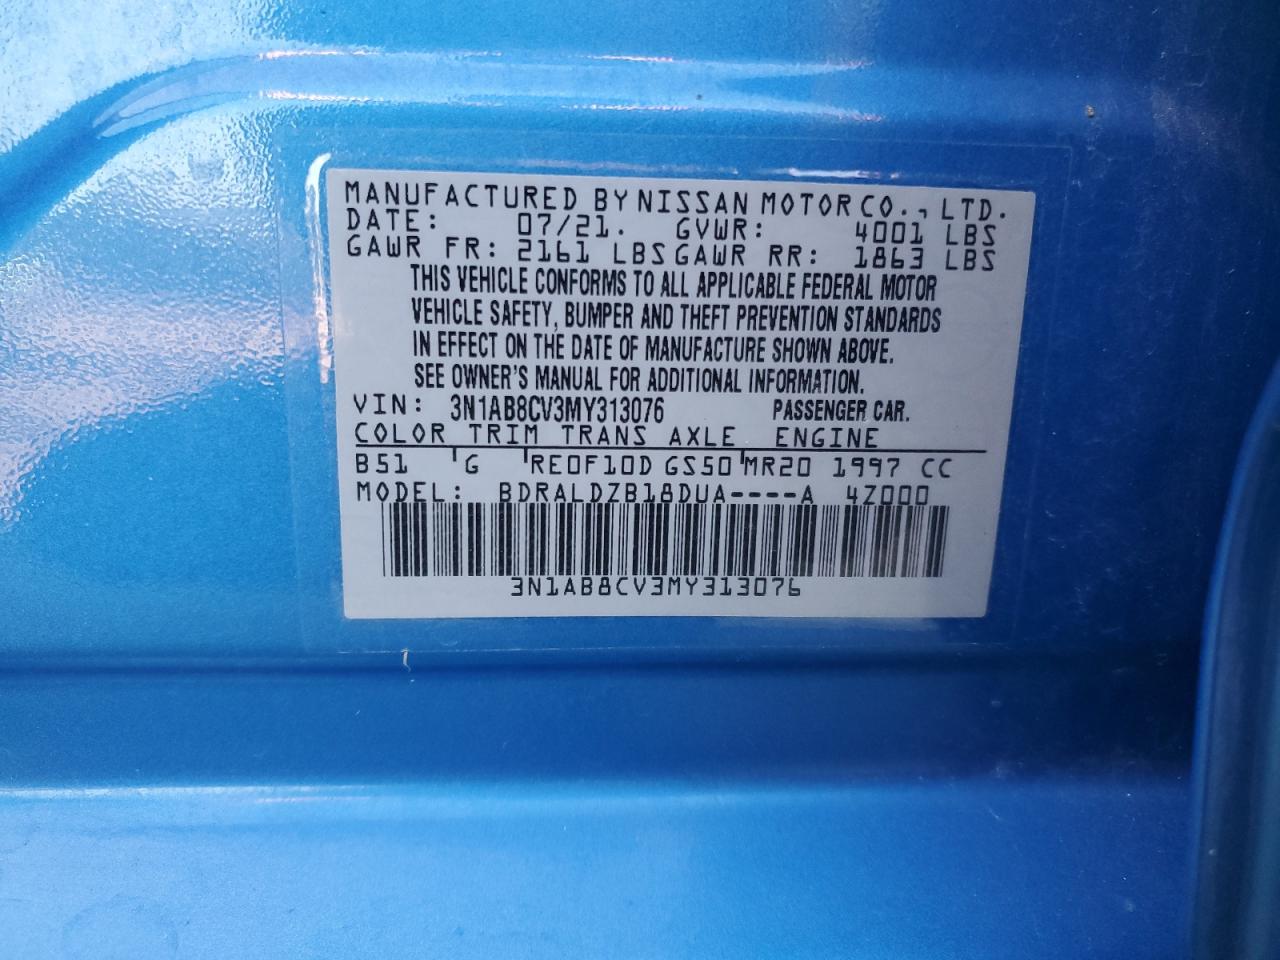 MANUFACTURED BY NISSAN MOTOR CO., LTD.
DATE: 07/21. GVWR: 4001 LBS
GAWR FR: 2161 LBS GAWR RR: 1863 LBS
THIS VEHICLE CONFORMS TO ALL APPLICABLE FEDERAL MOTOR
VEHICLE SAFETY, BUMPER AND THEFT PREVENTION STANDARDS
IN EFFECT ON THE DATE OF MANUFACTURE SHOWN ABOVE.
SEE OWNER'S MANUAL FOR ADDITIONAL INFORMATION.
VIN: 3N1AB8CV3MY313076 PASSENGER CAR.
COLOR TRIM TRANS AXLE ENGINE
B51 G RE0F10D GS50 MR20 1997 CC
MODEL: BDRALDZB18DUA----A 4Z000
3N1AB8CV3MY313076